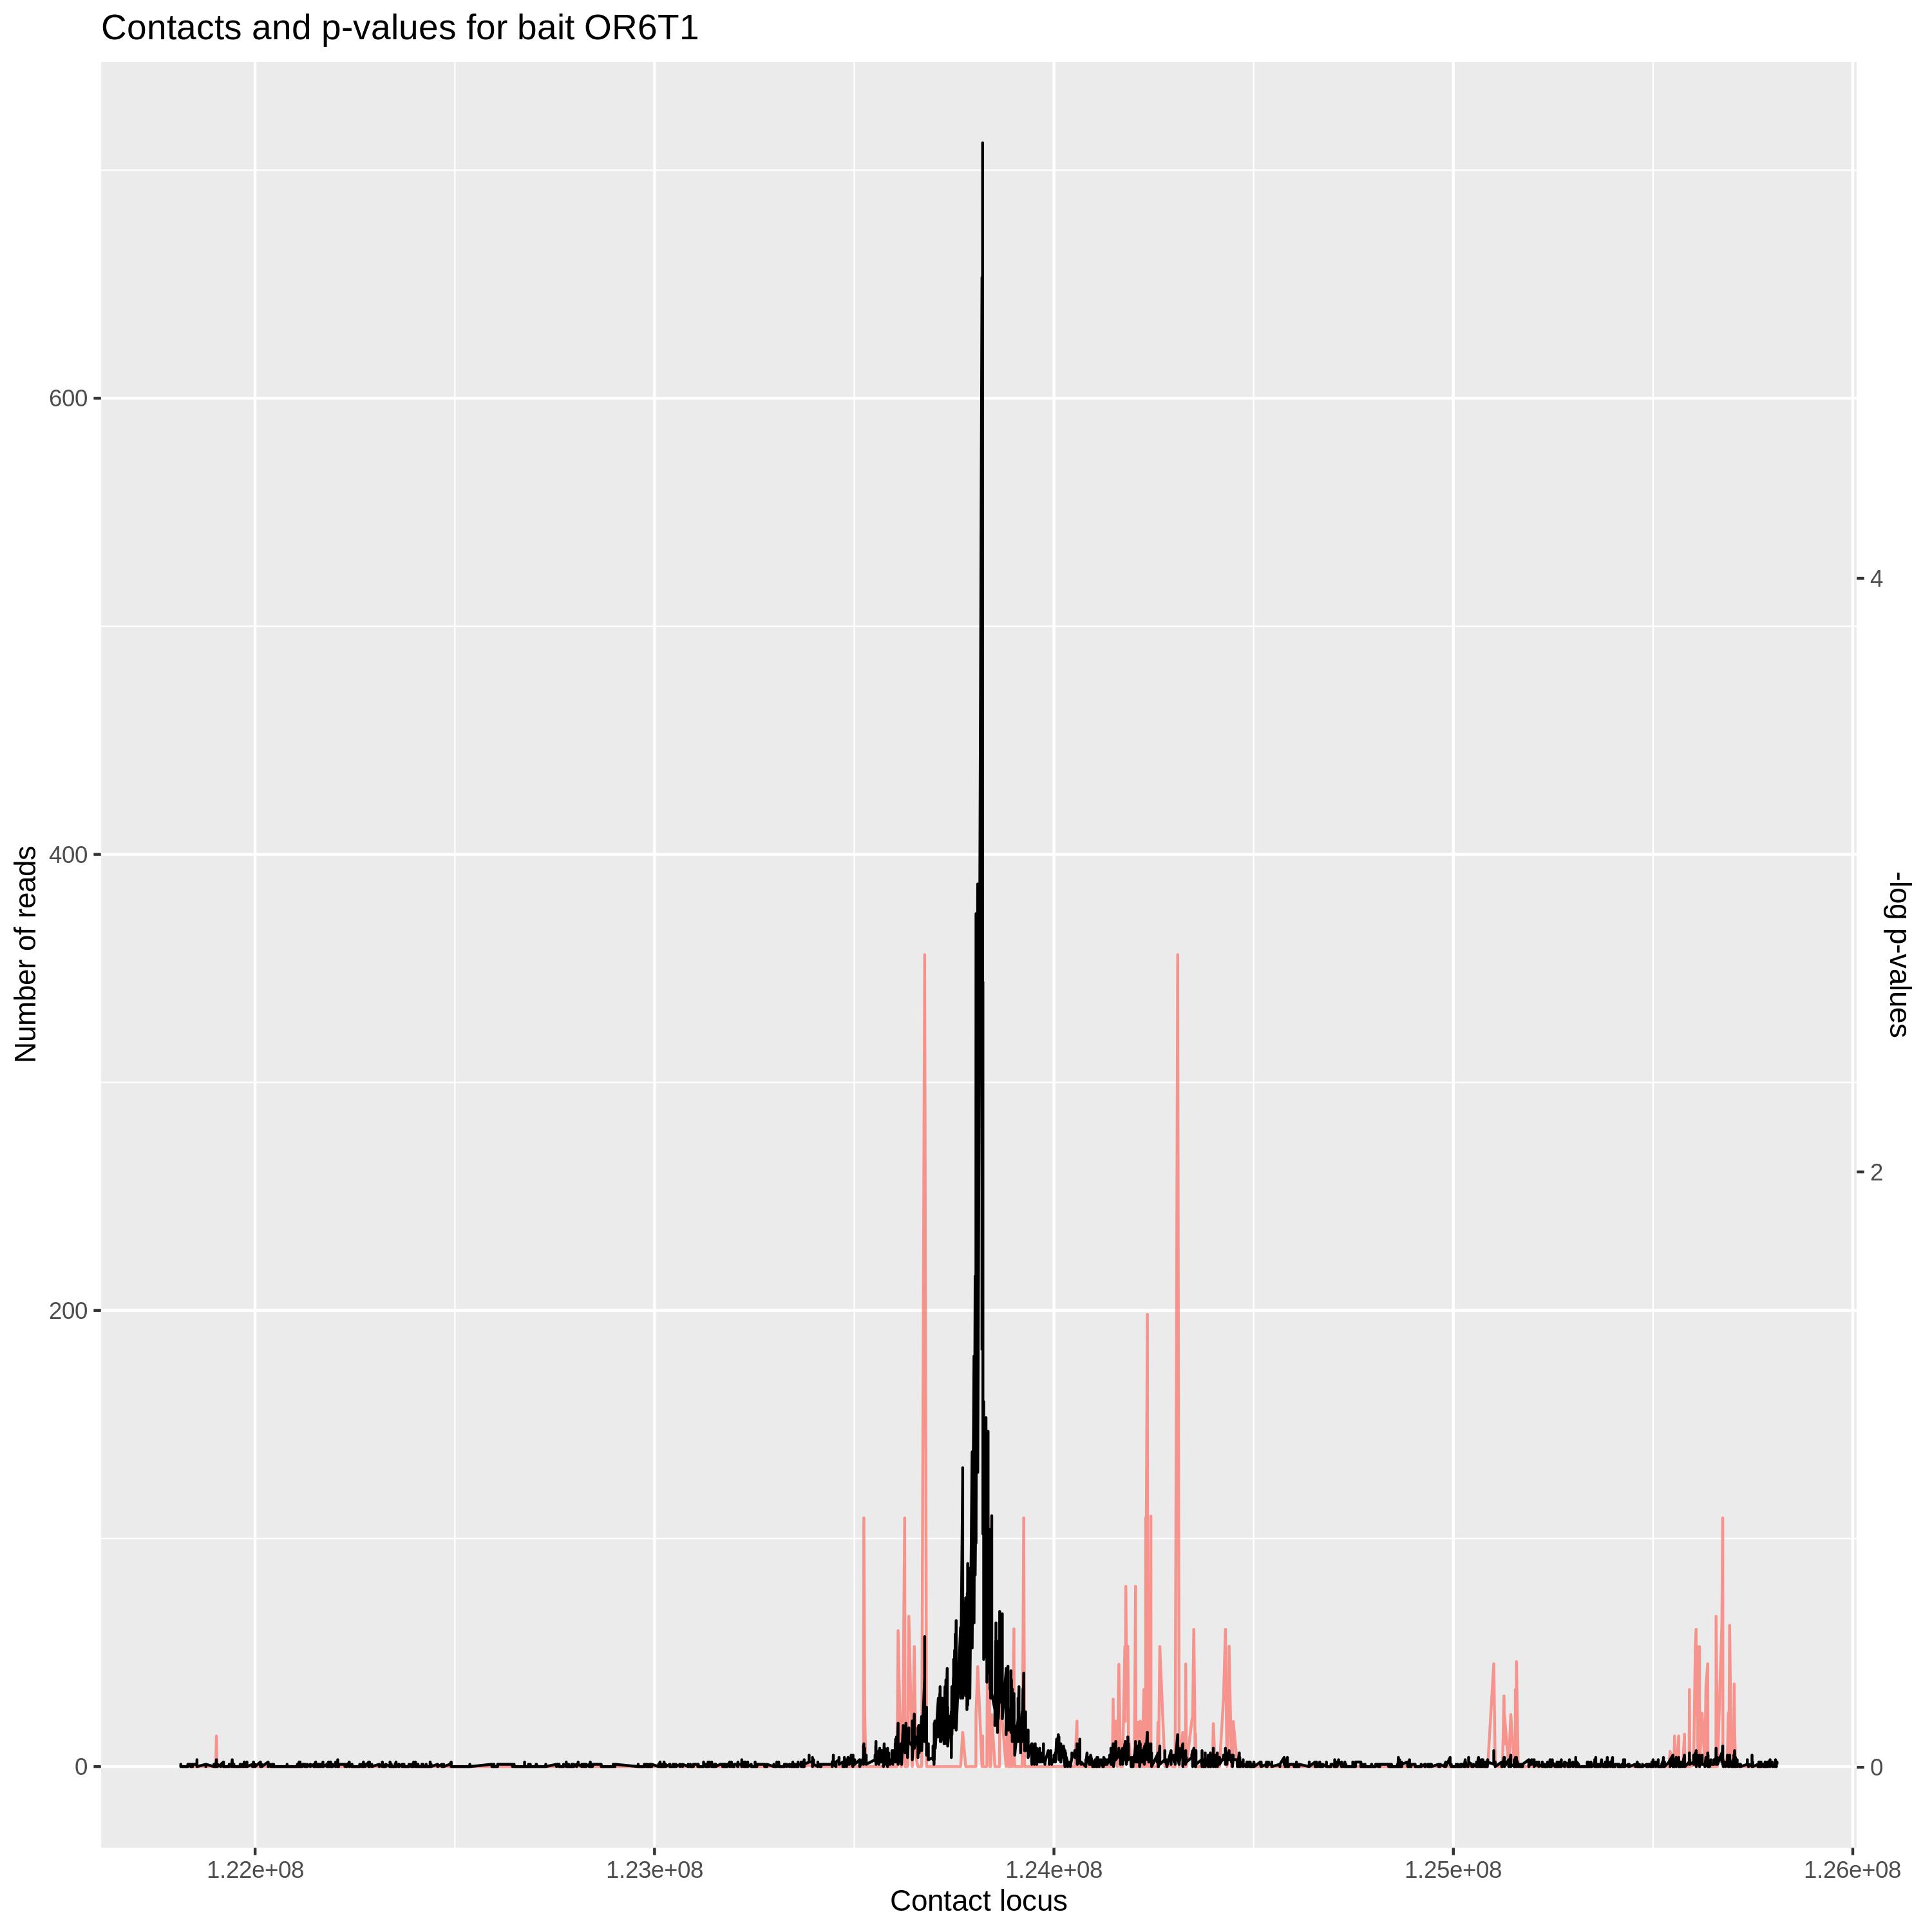 Contacts and p-values for bait OR6T1
600
400
200
0
Number of reads
4
2
0
-log p-values
1.22e+08 1.23e+08 1.24e+08 1.25e+08 1.26e+08
Contact locus